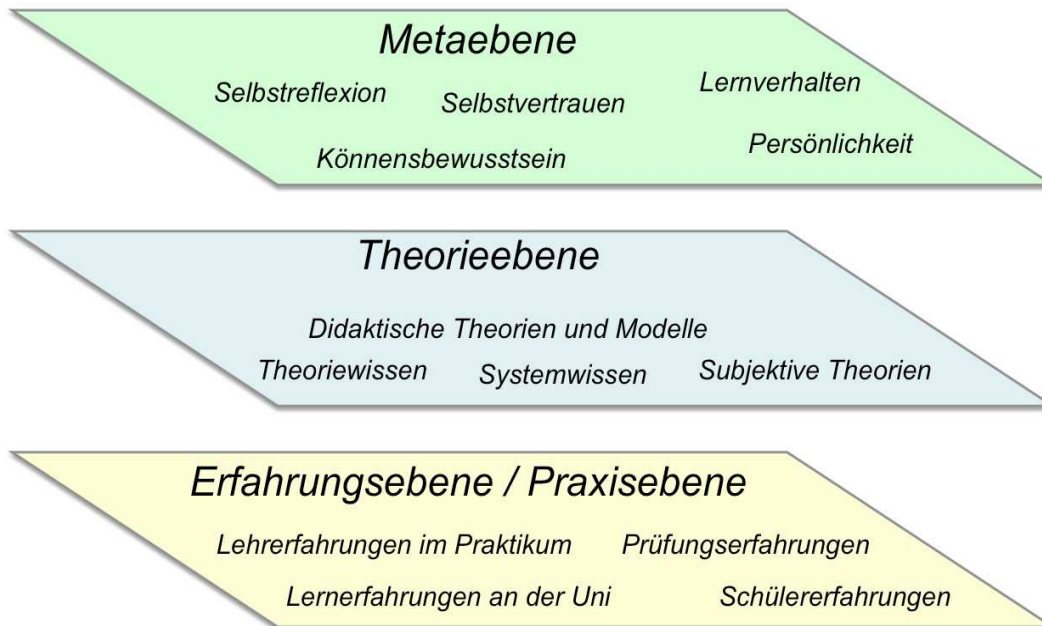 Metaebene
Selbstreflexion Selbstvertrauen Lernverhalten
Könnensbewusstsein Persönlichkeit
Theorieebene
Didaktische Theorien und Modelle
Theoriewissen Systemwissen Subjektive Theorien
Erfahrungsebene / Praxisebene
Lehrerfahrungen im Praktikum Prüfungserfahrungen
Lernerfahrungen an der Uni Schülererfahrungen